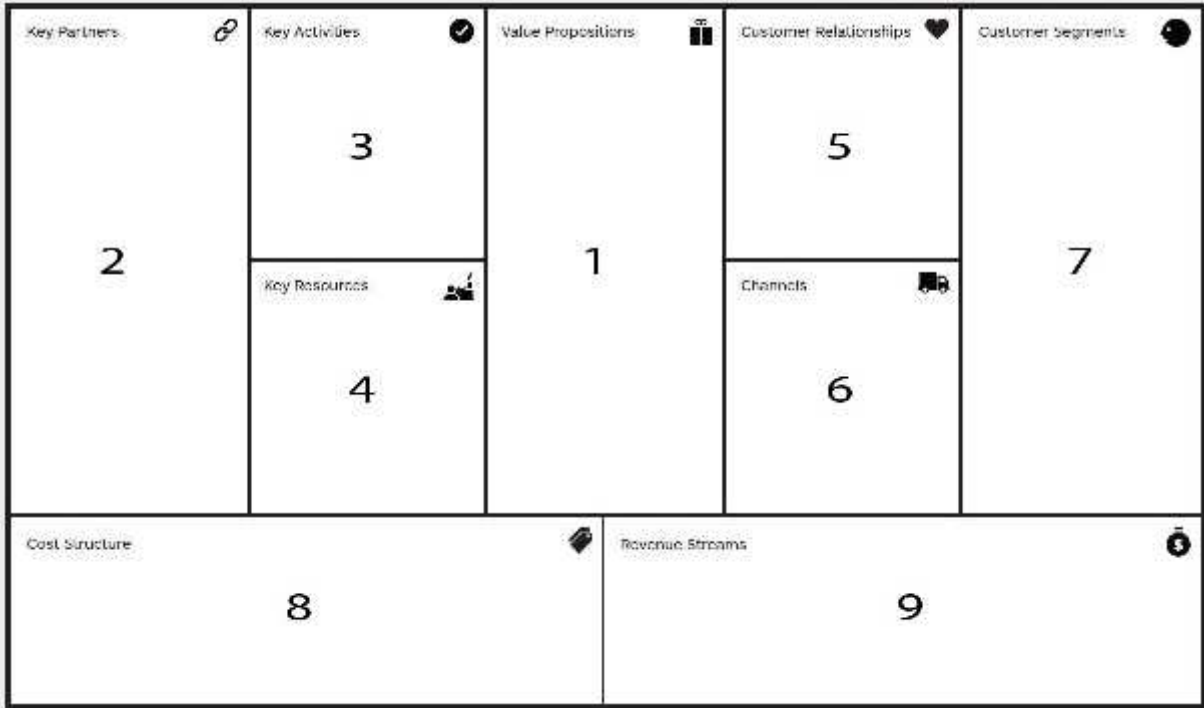 Key Partners
Key Activities
Value Propositions
Customer Relationships
Customer Segments
3
5
2
1
7
Key Resources
Channels
4
6
Cost Structure
Revenue Streams
8
9